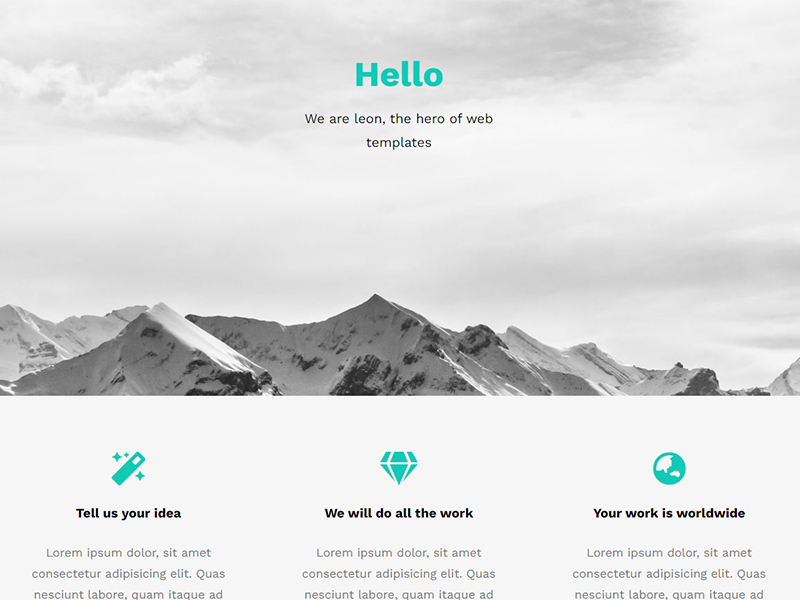 Hello
We are leon, the hero of web
templates
Tell us your idea
Lorem ipsum dolor, sit amet
consectetur adipisicing elit. Quas
nesciunt labore, quam itaque ad
We will do all the work
Lorem ipsum dolor, sit amet
consectetur adipisicing elit. Quas
nesciunt labore, quam itaque ad
Your work is worldwide
Lorem ipsum dolor, sit amet
consectetur adipisicing elit. Quas
nesciunt labore, quam itaque ad